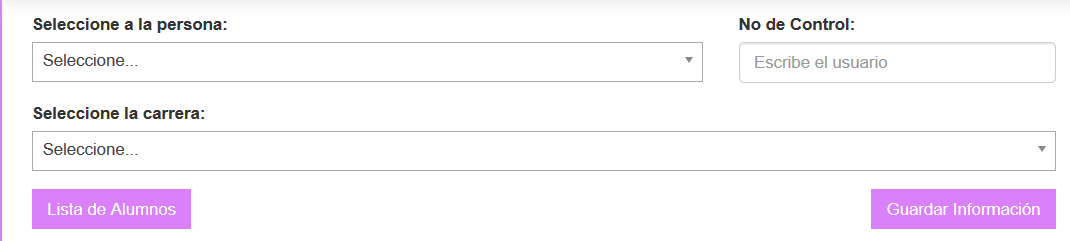 Seleccione a la persona:
No de Control:
Seleccione...
Escribe el usuario
Seleccione la carrera:
Seleccione...
Lista de Alumnos
Guardar Información